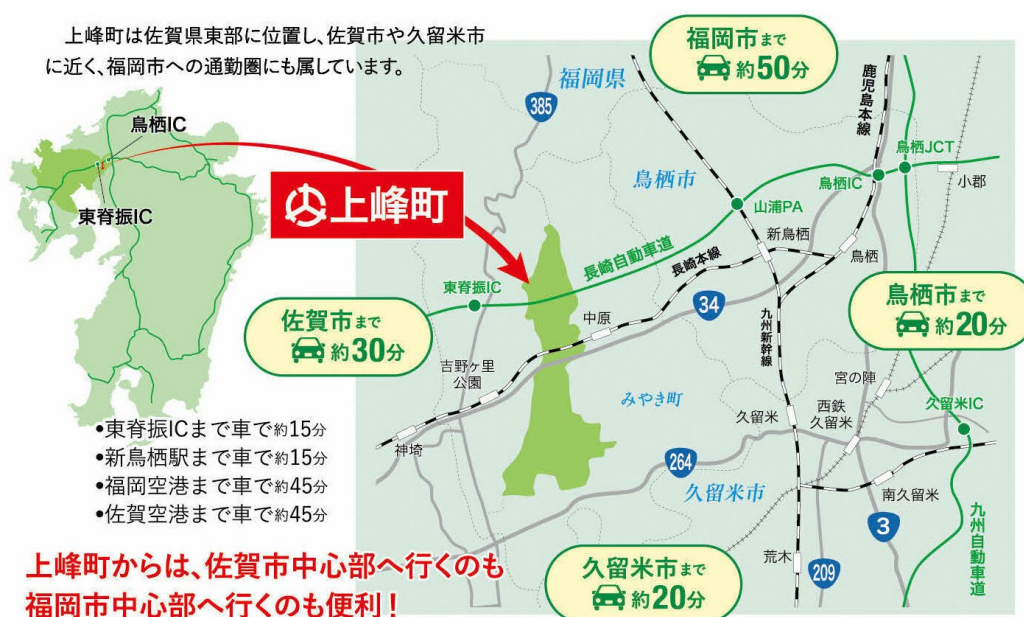 上峰町は佐賀県東部に位置し、佐賀市や久留米市
に近く、福岡市への通勤圏にも属しています。
鳥栖IC
東脊振IC
上峰町
福岡市まで
約50分
福岡県
385
鹿児島本線
鳥栖JCT
鳥栖市
鳥栖IC
小郡
山浦PA
新鳥栖
長崎自動車道
長崎本線
鳥栖
東脊振IC
34
鳥栖市まで
約20分
佐賀市まで
約30分
中原
九州新幹線
吉野ヶ里
公園
宮の陣
みやき町
久留米
西鉄
久留米
久留米IC
神埼
264
久留米市
南久留米
3
九州自動車道
荒木
209
久留米市まで
約20分
•東脊振ICまで車で約15分
•新鳥栖駅まで車で約15分
•福岡空港まで車で約45分
•佐賀空港まで車で約45分
上峰町からは、佐賀市中心部へ行くのも
福岡市中心部へ行くのも便利！